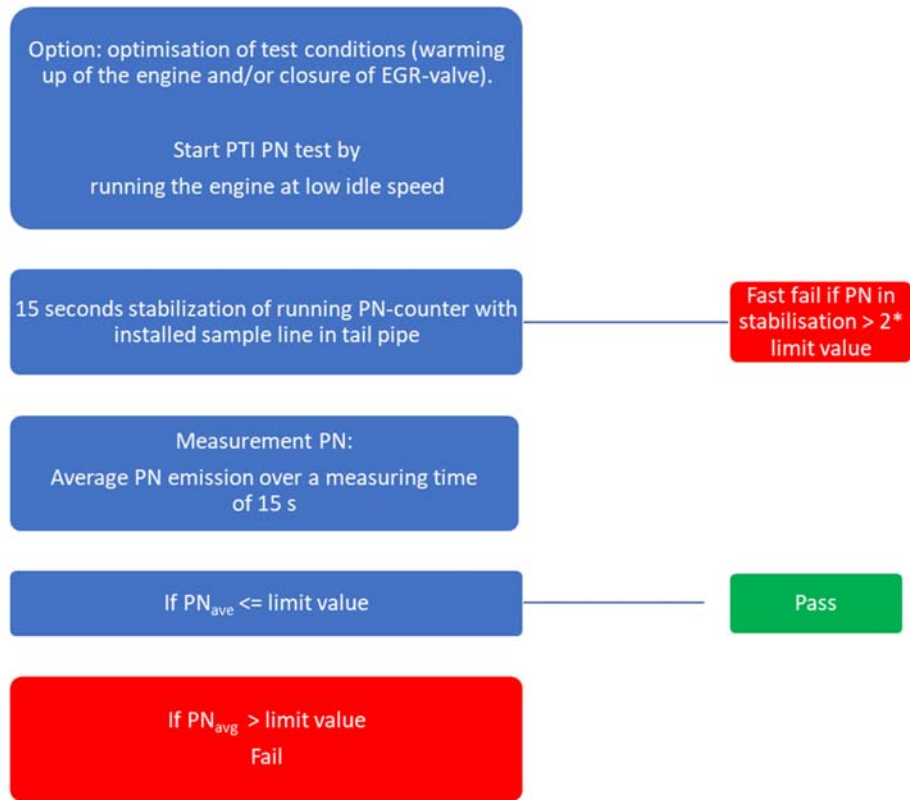 Option: optimisation of test conditions (warming
up of the engine and/or closure of EGR-valve).
Start PTI PN test by
running the engine at low idle speed
15 seconds stabilization of running PN-counter with
installed sample line in tail pipe
Fast fail if PN in
stabilisation > 2*
limit value
Measurement PN:
Average PN emission over a measuring time
of 15 s
If PNave <= limit value
Pass
If PNavg > limit value
Fail